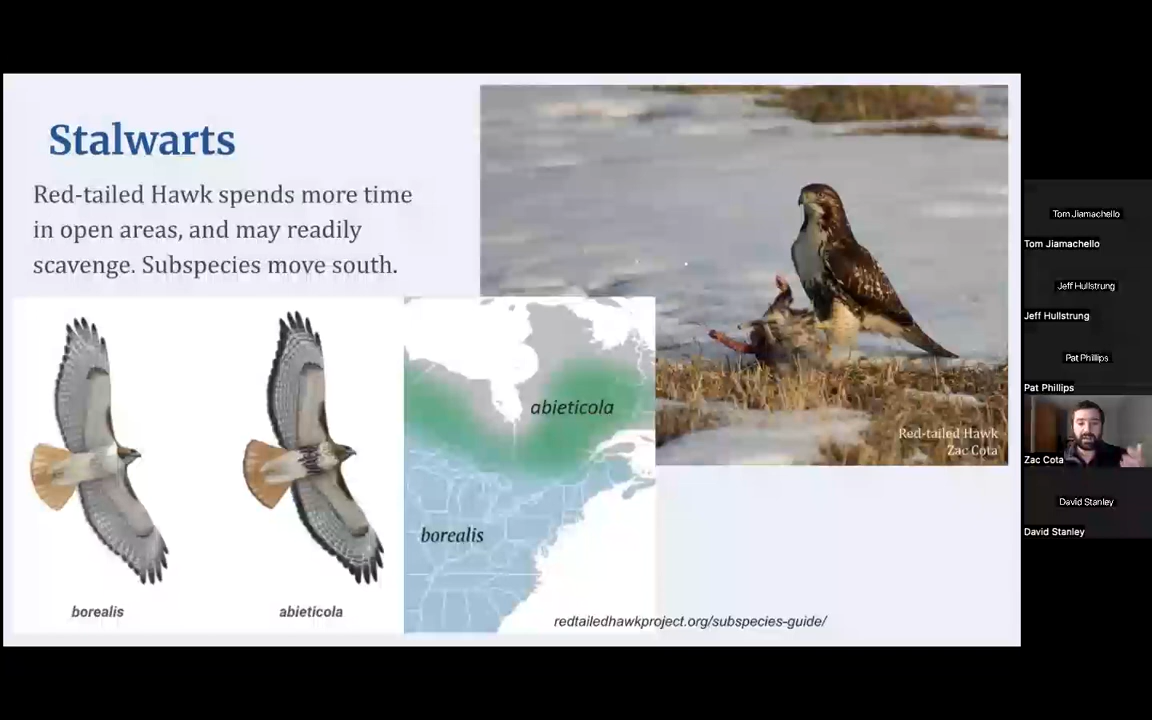 Stalwarts
Red-tailed Hawk spends more time
in open areas, and may readily
scavenge. Subspecies move south.
Red-tailed Hawk
Zac Cota
abieticola
borealis
borealis
abieticola
redtailedhawkproject.org/subspecies-guide/
Tom Jiamachello
Tom Jiamachello
Jeff Hullstrung
Jeff Hullstrung
Pat Phillips
Pat Phillips
Zac Cota
David Stanley
David Stanley